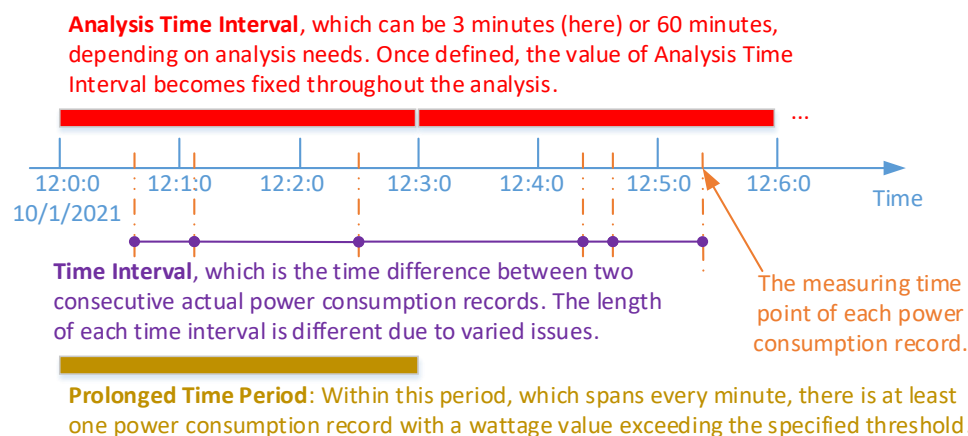 Analysis Time Interval, which can be 3 minutes (here) or 60 minutes,
depending on analysis needs. Once defined, the value of Analysis Time
Interval becomes fixed throughout the analysis.
...
12:0:0 12:1:0 12:2:0 12:3:0 12:4:0 12:5:0 12:6:0
10/1/2021
Time
Time Interval, which is the time difference between two
consecutive actual power consumption records. The length
of each time interval is different due to varied issues.
The measuring time
point of each power
consumption record.
Prolonged Time Period: Within this period, which spans every minute, there is at least
one power consumption record with a wattage value exceeding the specified threshold